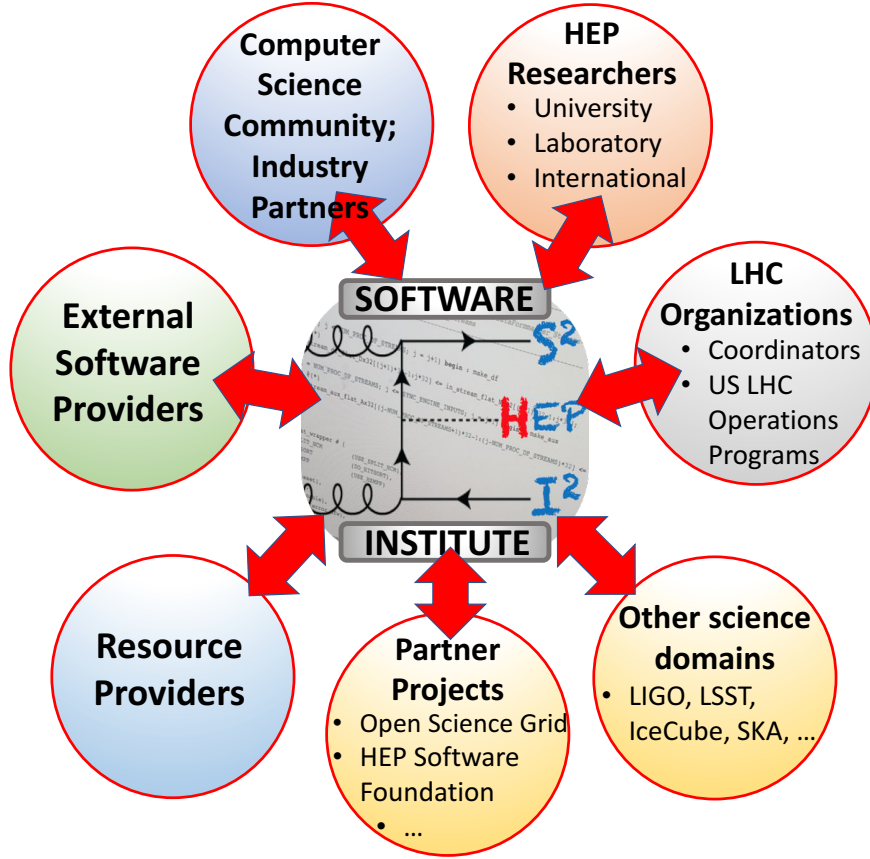 Computer
Science
Community;
Industry
Partners
HEP
Researchers
• University
• Laboratory
• International
External
Software
Providers
SOFTWARE
S²
HEP
I²
INSTITUTE
LHC
Organizations
• Coordinators
• US LHC
Operations
Programs
Resource
Providers
Partner
Projects
• Open Science Grid
• HEP Software
Foundation
• ...
Other science
domains
• LIGO, LSST,
IceCube, SKA, ...